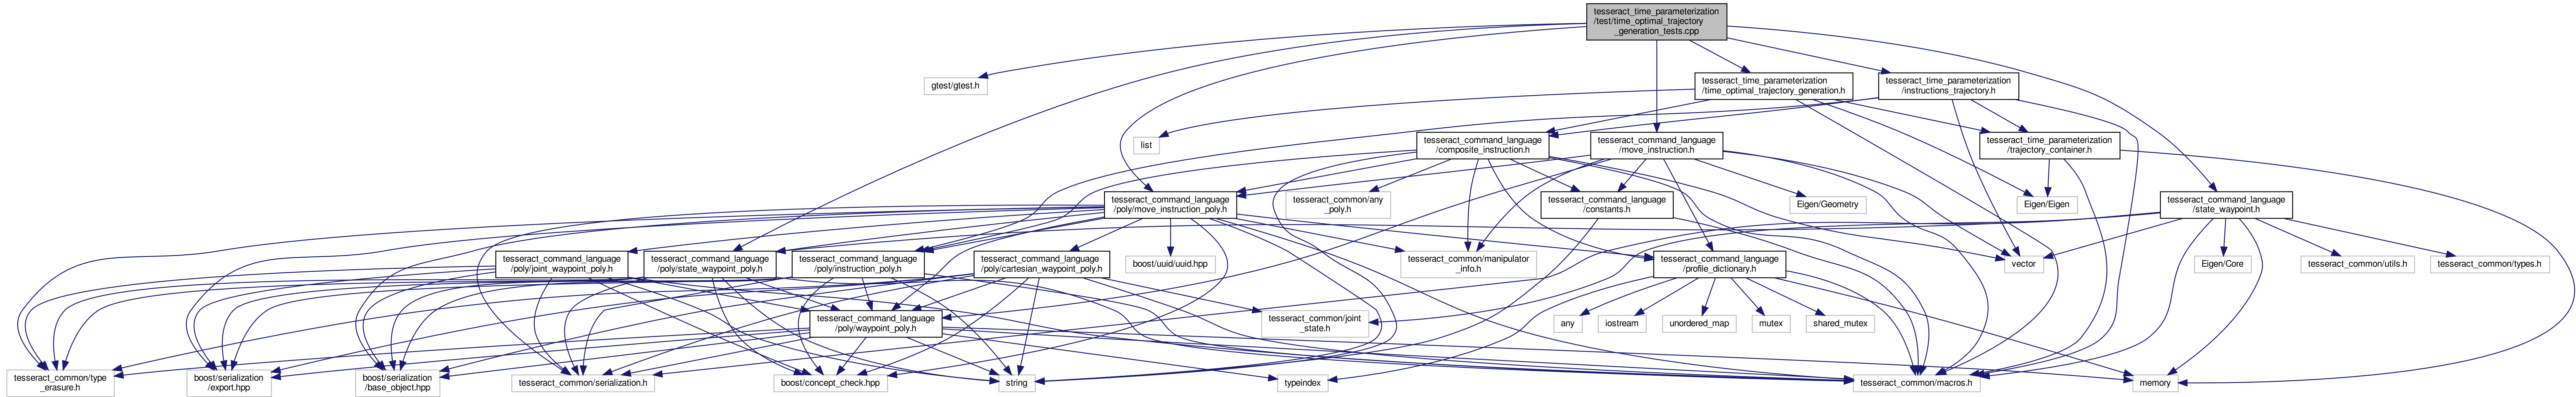 tesseract_time_parameterization
/test/time_optimal_trajectory
_generation_tests.cpp
gtest/gtest.h
tesseract_time_parameterization
/time_optimal_trajectory_generation.h
tesseract_time_parameterization
/instructions_trajectory.h
list
tesseract_command_language
/composite_instruction.h
tesseract_command_language
/move_instruction.h
tesseract_time_parameterization
/trajectory_container.h
tesseract_command_language
/poly/move_instruction_poly.h
tesseract_common/any
_poly.h
tesseract_command_language
/constants.h
Eigen/Geometry
Eigen/Eigen
tesseract_command_language
/state_waypoint.h
tesseract_command_language
/poly/joint_waypoint_poly.h
tesseract_command_language
/poly/state_waypoint_poly.h
tesseract_command_language
/poly/instruction_poly.h
tesseract_command_language
/poly/cartesian_waypoint_poly.h
boost/uuid/uuid.hpp
tesseract_common/manipulator
_info.h
tesseract_command_language
/profile_dictionary.h
vector
Eigen/Core
tesseract_common/utils.h
tesseract_common/types.h
tesseract_command_language
/poly/waypoint_poly.h
tesseract_common/joint
_state.h
any
iostream
unordered_map
mutex
shared_mutex
tesseract_common/type
_erasure.h
boost/serialization
/export.hpp
boost/serialization
/base_object.hpp
tesseract_common/serialization.h
boost/concept_check.hpp
string
typeindex
tesseract_common/macros.h
memory